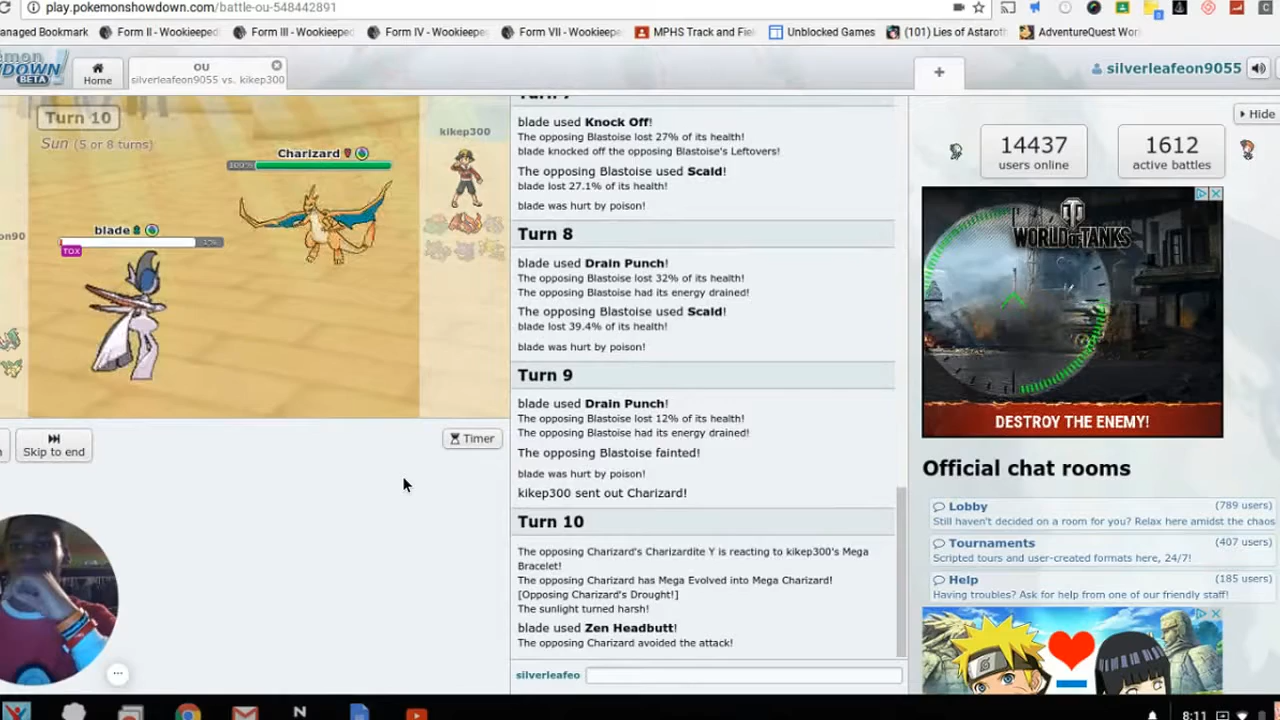 play.pokemonshowdown.com/battle-ou-548442891
anaged Bookmark
Form II - Wookieeped
Form III - Wookieeped
Form IV - Wookieepe
Form VII - Wookieepe
MPHS Track and Fiel
Unblocked Games
(101) Lies of Astaroth
AdventureQuest Wor
BETA
Home
OU
silverleafeon9055 vs. kikep300
+
silverleafeon9055
Turn 10
Sun (5 or 8 turns)
Charizard
100%
blade
TOX
kikep300
on90
Skip to end
Timer
blade used Knock Off!
The opposing Blastoise lost 27% of its health!
blade knocked off the opposing Blastoise's Leftovers!
The opposing Blastoise used Scald!
blade lost 27.1% of its health!
blade was hurt by poison!
Turn 8
blade used Drain Punch!
The opposing Blastoise lost 32% of its health!
The opposing Blastoise had its energy drained!
The opposing Blastoise used Scald!
blade lost 39.4% of its health!
blade was hurt by poison!
Turn 9
blade used Drain Punch!
The opposing Blastoise lost 12% of its health!
The opposing Blastoise had its energy drained!
The opposing Blastoise fainted!
blade was hurt by poison!
kikep300 sent out Charizard!
Turn 10
The opposing Charizard's Charizardite Y is reacting to kikep300's Mega
Bracelet!
The opposing Charizard has Mega Evolved into Mega Charizard!
[Opposing Charizard's Drought!]
The sunlight turned harsh!
blade used Zen Headbutt!
The opposing Charizard avoided the attack!
silverleafeo
Hide
14437
users online
1612
active battles
WORLD OF TANKS
DESTROY THE ENEMY!
Official chat rooms
Lobby
(789 users)
Still haven't decided on a room for you? Relax here amidst the chaos
Tournaments
(407 users)
Scripted tours and user-created formats here, 24/7!
Help
(185 users)
Having troubles? Ask for help from one of our friendly staff!
8:11